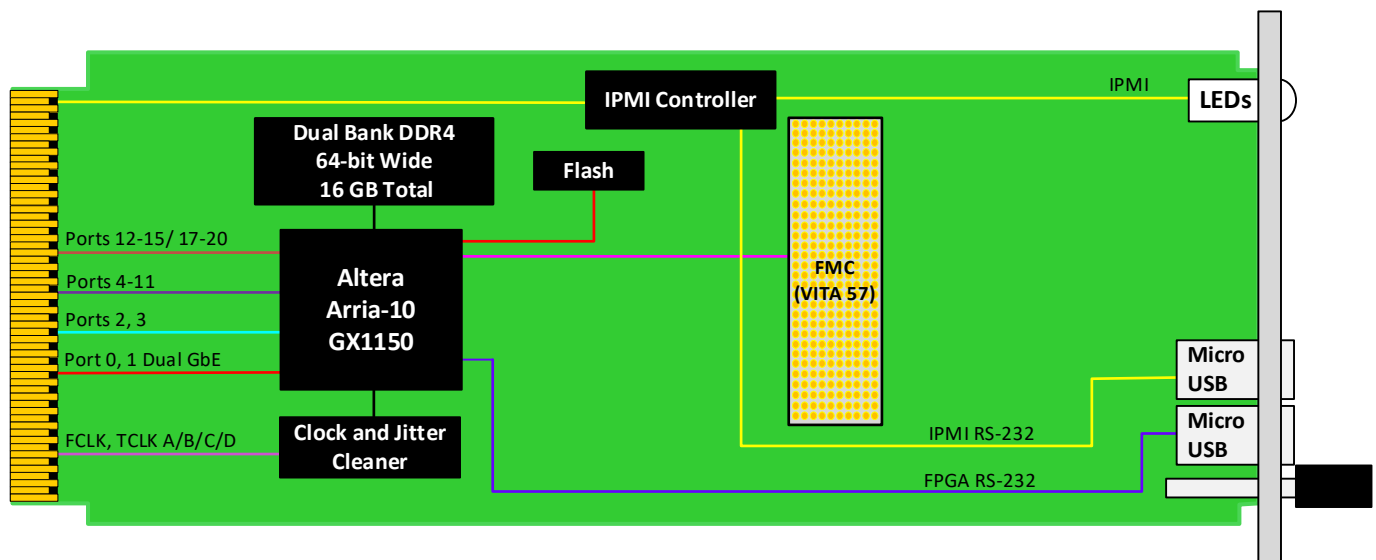 IPMI Controller
IPMI
LEDs
Dual Bank DDR4
64-bit Wide
16 GB Total
Flash
Ports 12-15/ 17-20
Ports 4-11
Ports 2, 3
Port 0, 1 Dual GbE
Altera
Arria-10
GX1150
FMC
(VITA 57)
Micro
USB
FCLK, TCLK A/B/C/D
Clock and Jitter
Cleaner
IPMI RS-232
Micro
USB
FPGA RS-232